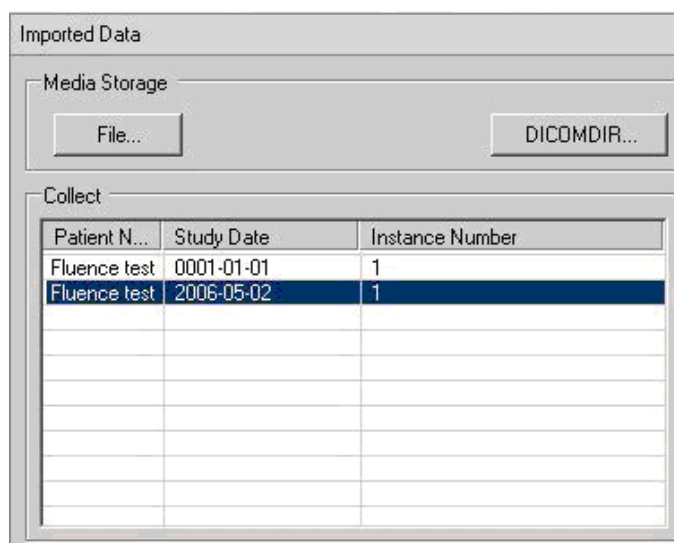 Imported Data
Media Storage
File... DICOMDIR...
Collect
Patient N... Study Date Instance Number
Fluence test 0001-01-01 1
Fluence test 2006-05-02 1